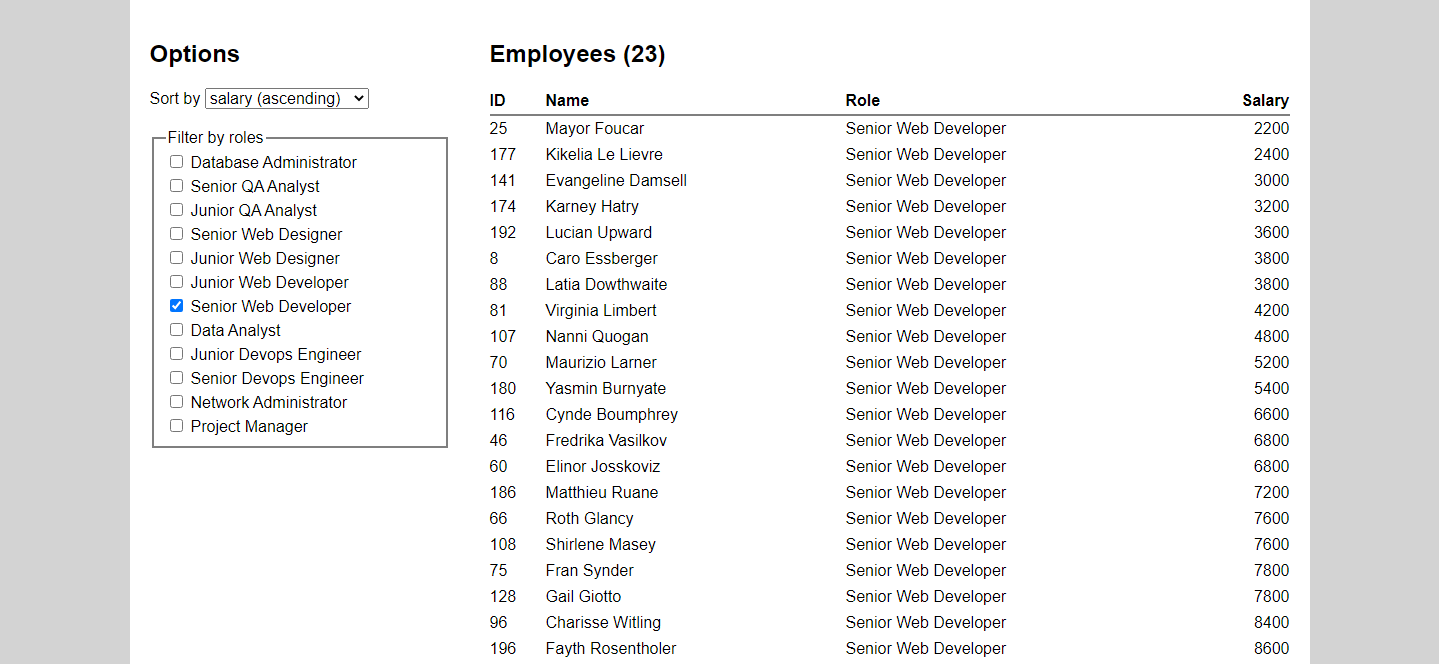 Options
Sort by salary (ascending)
Filter by roles
Database Administrator
Senior QA Analyst
Junior QA Analyst
Senior Web Designer
Junior Web Designer
Junior Web Developer
Senior Web Developer
Data Analyst
Junior Devops Engineer
Senior Devops Engineer
Network Administrator
Project Manager
Employees (23)
ID Name Role Salary
25 Mayor Foucar Senior Web Developer 2200
177 Kikelia Le Lievre Senior Web Developer 2400
141 Evangeline Damsell Senior Web Developer 3000
174 Karney Hatry Senior Web Developer 3200
192 Lucian Upward Senior Web Developer 3600
8 Caro Essberger Senior Web Developer 3800
88 Latia Dowthwaite Senior Web Developer 3800
81 Virginia Limbert Senior Web Developer 4200
107 Nanni Quogan Senior Web Developer 4800
70 Maurizio Larner Senior Web Developer 5200
180 Yasmin Burnyate Senior Web Developer 5400
116 Cynde Boumphrey Senior Web Developer 6600
46 Fredrika Vasilkov Senior Web Developer 6800
60 Elinor Josskoviz Senior Web Developer 6800
186 Matthieu Ruane Senior Web Developer 7200
66 Roth Glancy Senior Web Developer 7600
108 Shirlene Masey Senior Web Developer 7600
75 Fran Synder Senior Web Developer 7800
128 Gail Giotto Senior Web Developer 7800
96 Charisse Witling Senior Web Developer 8400
196 Fayth Rosentholer Senior Web Developer 8600